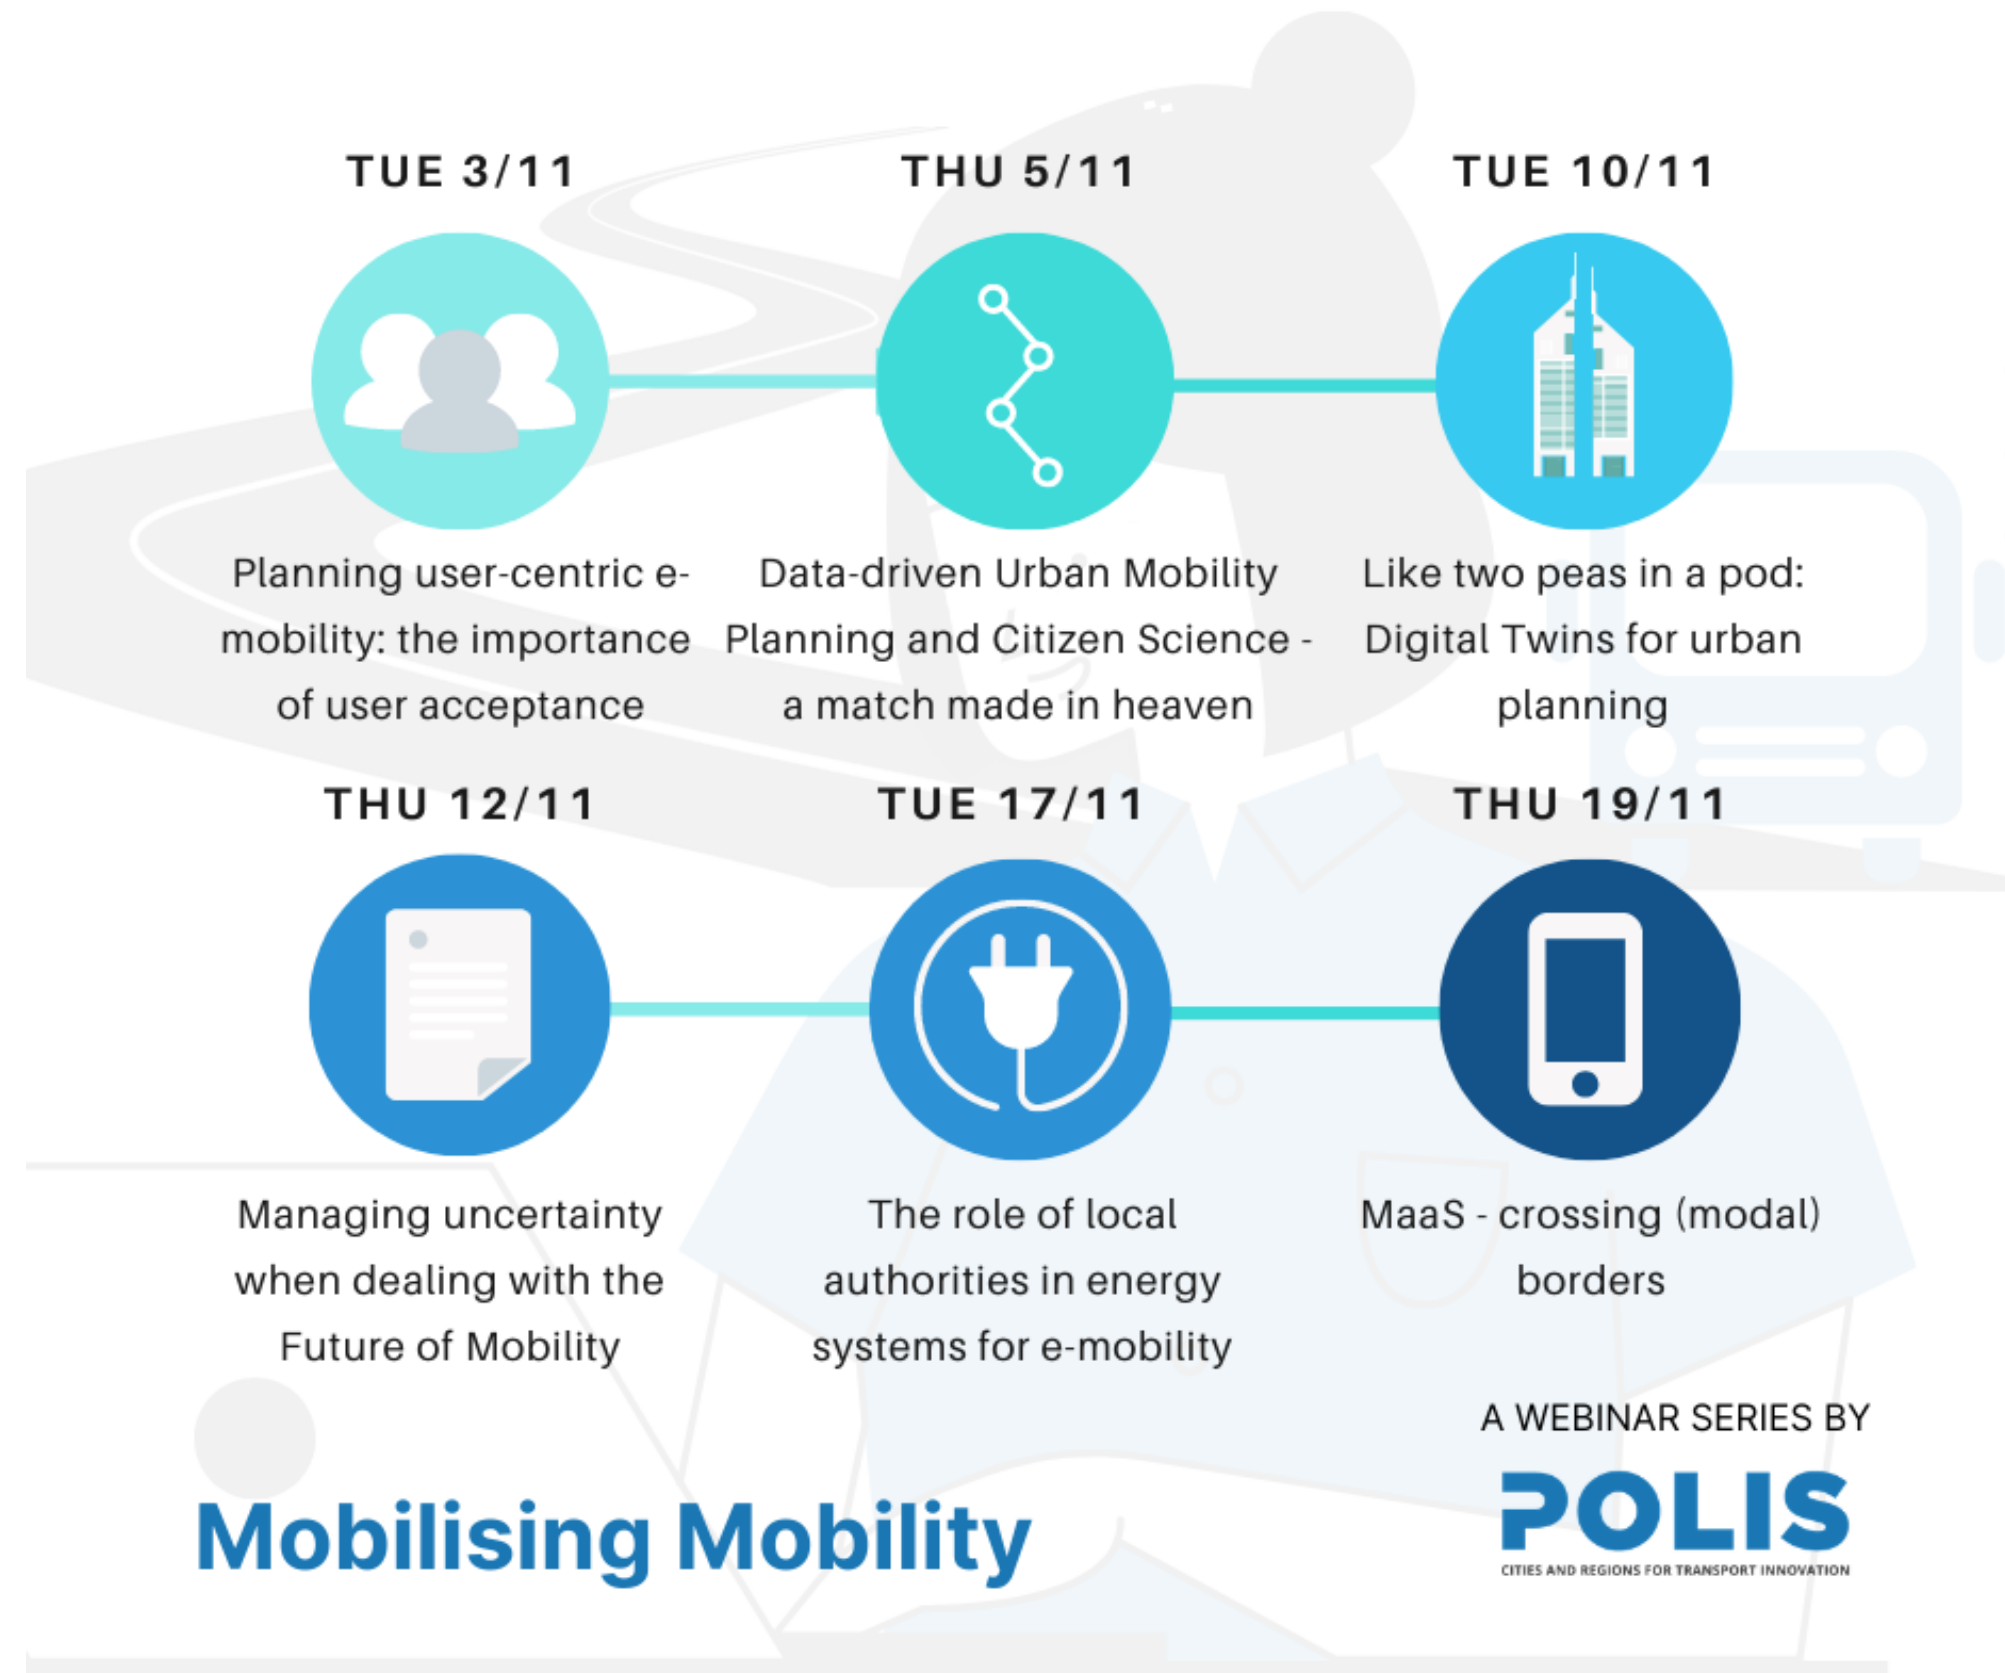 TUE 3/11
THU 5/11
TUE 10/11
Planning user-centric e-
mobility: the importance
of user acceptance
Data-driven Urban Mobility
Planning and Citizen Science -
a match made in heaven
Like two peas in a pod:
Digital Twins for urban
planning
THU 12/11
TUE 17/11
THU 19/11
Managing uncertainty
when dealing with the
Future of Mobility
The role of local
authorities in energy
systems for e-mobility
MaaS - crossing (modal)
borders
A WEBINAR SERIES BY
Mobilising Mobility
POLIS
CITIES AND REGIONS FOR TRANSPORT INNOVATION